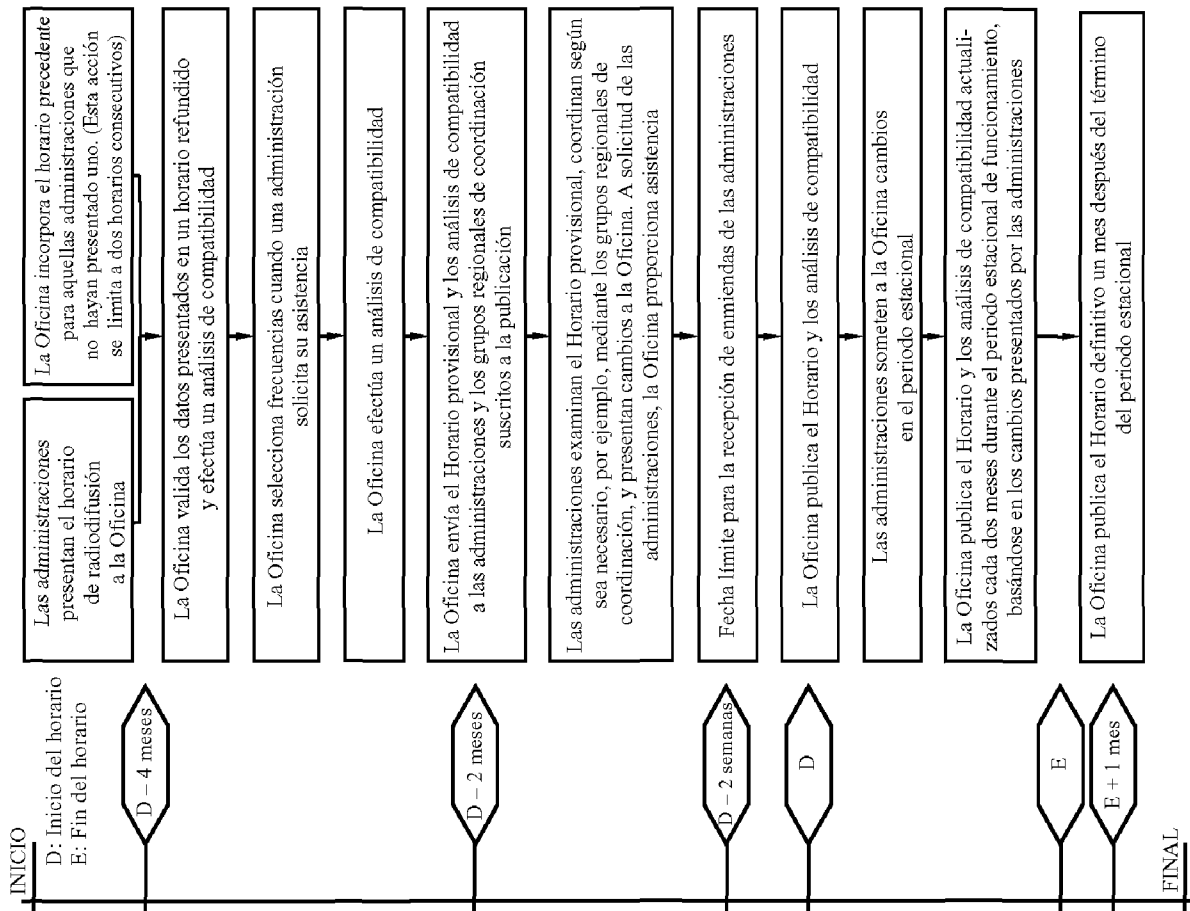 INICIO
D: Inicio del horario
E: Fin del horario
Las administraciones
presentan el horario
de radiodifusión
a la Oficina
La Oficina incorpora el horario precedente
para aquellas administraciones que
no hayan presentado uno. (Esta acción
se limita a dos horarios consecutivos)
D – 4 meses
La Oficina valida los datos presentados en un horario refundido
y efectúa un análisis de compatibilidad
La Oficina selecciona frecuencias cuando una administración
solicita su asistencia
La Oficina efectúa un análisis de compatibilidad
D – 2 meses
La Oficina envía el Horario provisional y los análisis de compatibilidad
a las administraciones y los grupos regionales de coordinación
suscritos a la publicación
Las administraciones examinan el Horario provisional, coordinan según
sea necesario, por ejemplo, mediante los grupos regionales de
coordinación, y presentan cambios a la Oficina. A solicitud de las
administraciones, la Oficina proporciona asistencia
D – 2 semanas
Fecha limite para la recepción de enmiendas de las administraciones
D
La Oficina publica el Horario y los análisis de compatibilidad
Las administraciones someten a la Oficina cambios
en el periodo estacional
La Oficina publica el Horario y los análisis de compatibilidad actuali-
zados cada dos meses durante el periodo estacional de funcionamiento,
basándose en los cambios presentados por las administraciones
E
E + 1 mes
La Oficina publica el Horario definitivo un mes después del término
del periodo estacional
FINAL